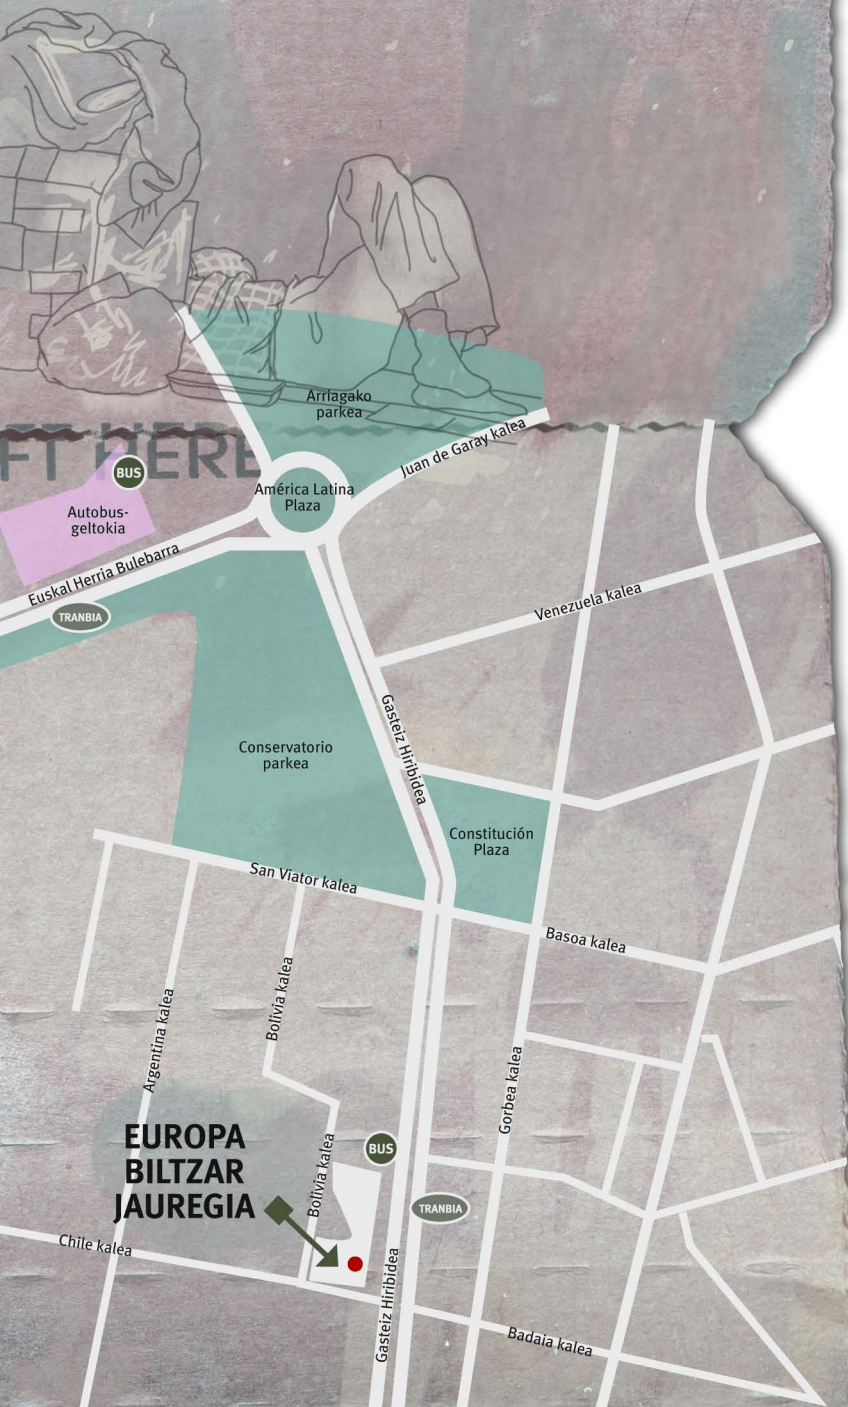 Arriagako
parkea
FT HERE
Juan de Garay kalea
BUS
América Latina
Plaza
Autobus-
geltokia
Euskal Herria Bulebarra
TRANBIA
Venezuela kalea
Gasteiz Hiribidea
Conservatorio
parkea
Constitución
Plaza
San Viator kalea
Basoa kalea
Bolivia kalea
Argentina kalea
Gorbea kalea
EUROPA
BILTZAR
JAUREGIA
BUS
Bolivia kalea
TRANBIA
Chile kalea
Gasteiz Hiribidea
Badaia kalea